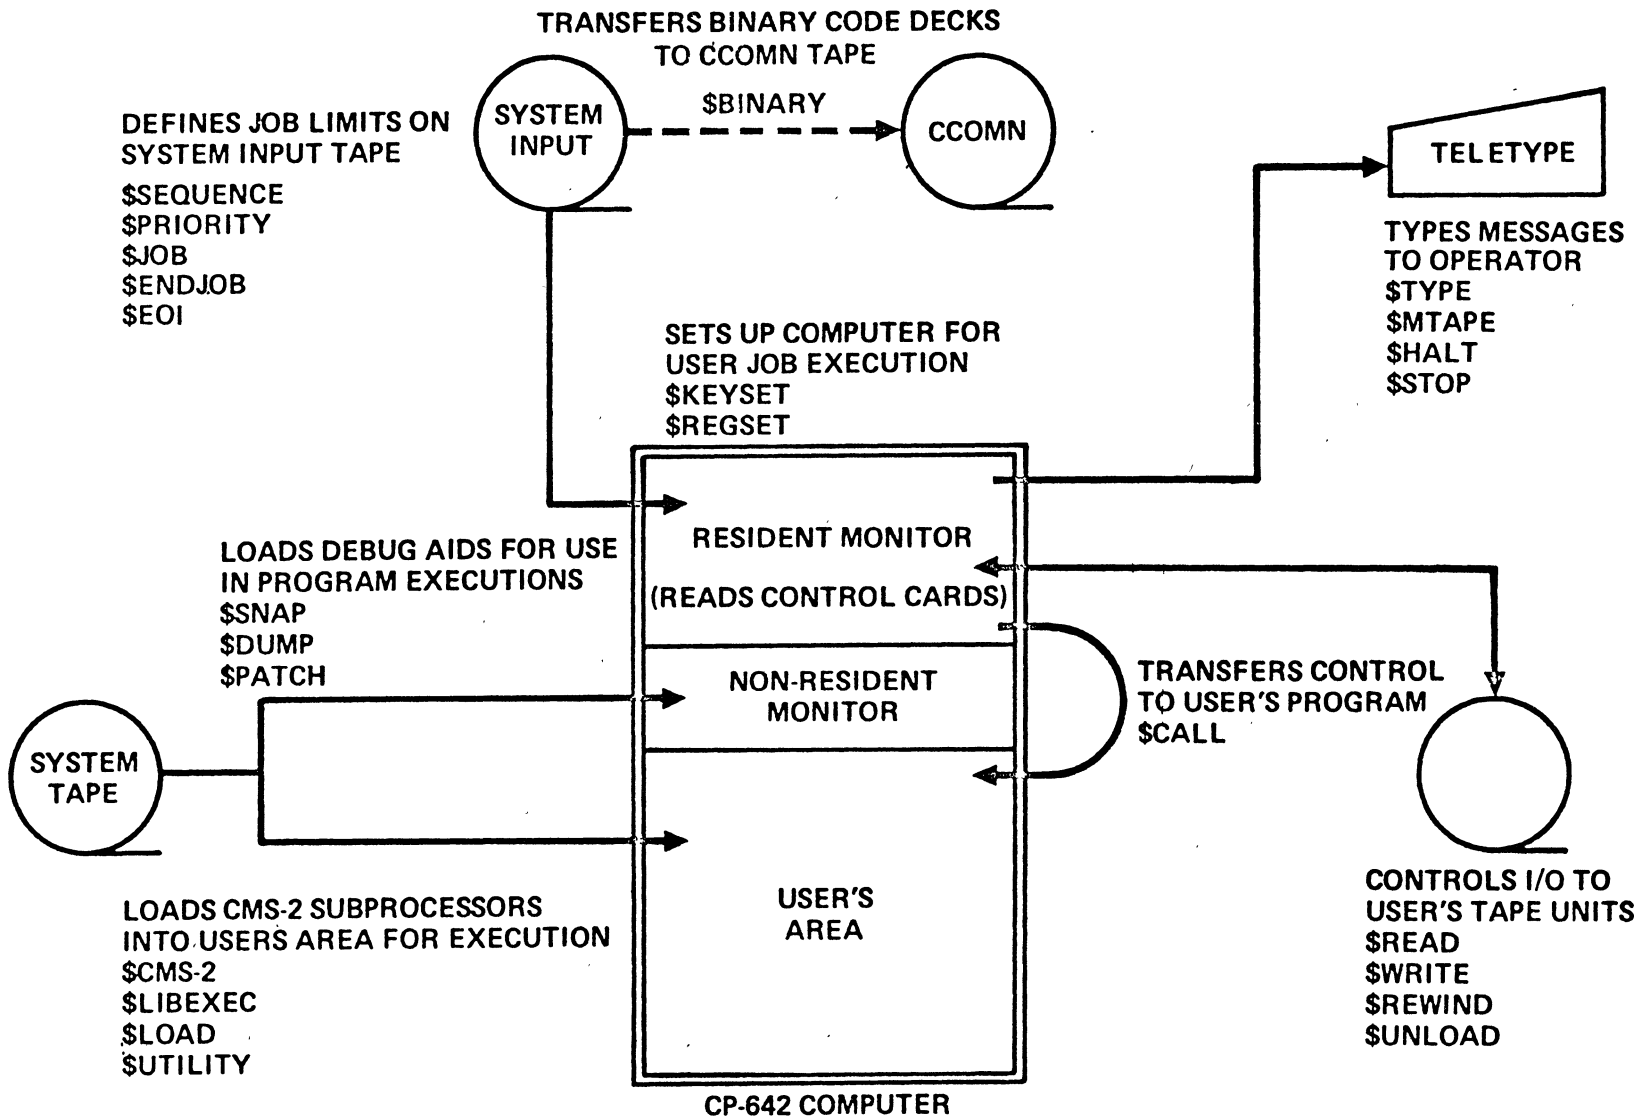 TRANSFERS BINARY CODE DECKS
TO CCOMN TAPE
$BINARY
SYSTEM
INPUT
CCOMN
DEFINES JOB LIMITS ON
SYSTEM INPUT TAPE
$SEQUENCE
$PRIORITY
$JOB
$ENDJOB
$EOI
TELETYPE
TYPES MESSAGES
TO OPERATOR
$TYPE
$MTAPE
$HALT
$STOP
SETS UP COMPUTER FOR
USER JOB EXECUTION
$KEYSET
$REGSET
RESIDENT MONITOR
(READS CONTROL CARDS)
LOADS DEBUG AIDS FOR USE
IN PROGRAM EXECUTIONS
$SNAP
$DUMP
$PATCH
NON-RESIDENT
MONITOR
TRANSFERS CONTROL
TO USER'S PROGRAM
$CALL
SYSTEM
TAPE
USER'S
AREA
LOADS CMS-2 SUBPROCESSORS
INTO USERS AREA FOR EXECUTION
$CMS-2
$LIBEXEC
$LOAD
$UTILITY
CONTROLS I/O TO
USER'S TAPE UNITS
$READ
$WRITE
$REWIND
$UNLOAD
CP-642 COMPUTER